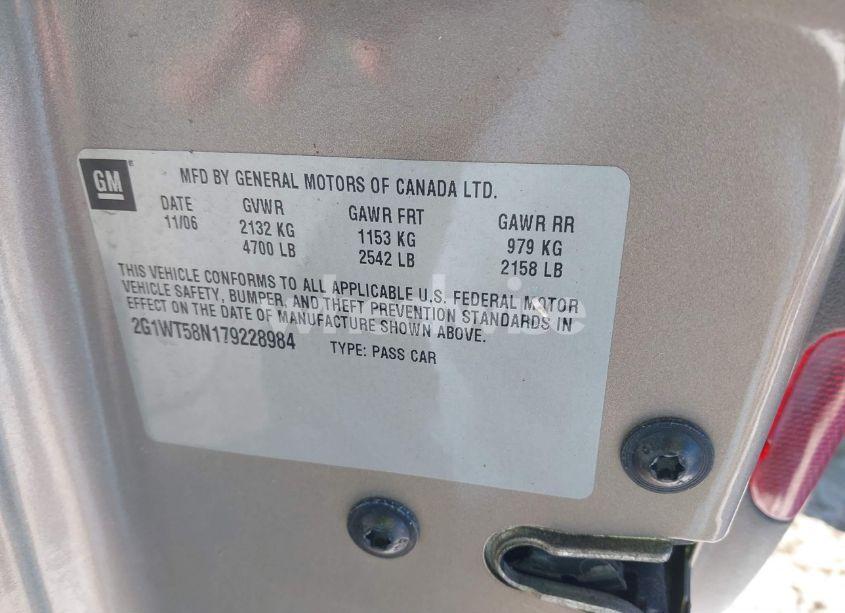 GM
MFD BY GENERAL MOTORS OF CANADA LTD.
DATE GVWR GAWR FRT GAWR RR
11/06 2132 KG 1153 KG 979 KG
4700 LB 2542 LB 2158 LB
THIS VEHICLE CONFORMS TO ALL APPLICABLE U.S. FEDERAL MOTOR
VEHICLE SAFETY, BUMPER, AND THEFT PREVENTION STANDARDS IN
EFFECT ON THE DATE OF MANUFACTURE SHOWN ABOVE.
2G1WT58N179228984 TYPE: PASS CAR